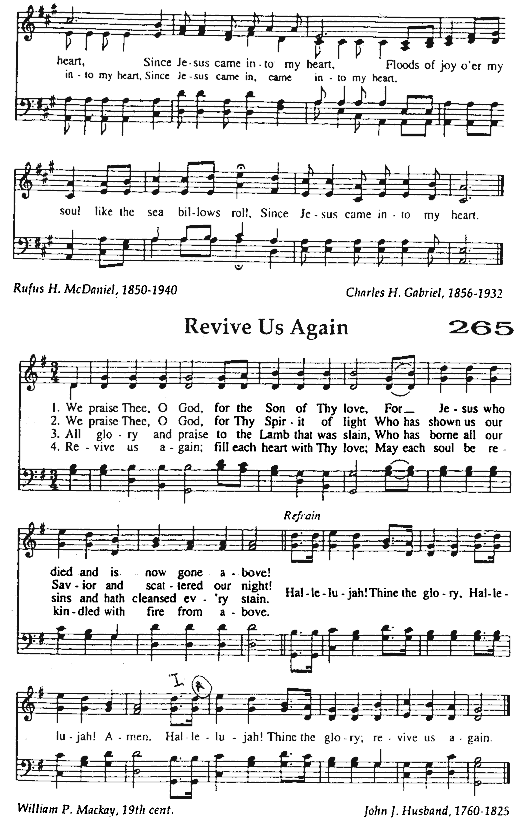 heart, Since Je-sus came in-to my heart, Floods of joy o'er my
in-to my heart, Since Je-sus came in, came in-to my heart,
soul like the sea bil-lows roll, Since Je-sus came in-to my heart.
Rufus H. McDaniel, 1850-1940 Charles H. Gabriel, 1856-1932
Revive Us Again 265
1. We praise Thee, O God, for the Son of Thy love, For_ Je-sus who
2. We praise Thee, O God, for Thy Spir-it of light Who has shown us our
3. All glo-ry and praise to the Lamb that was slain, Who has borne all our
4. Re-vive us a-gain; fill each heart with Thy love; May each soul be re-
Refrain
died and is now gone a-bove!
Sav-ior and scat-tered our night!
sins and hath cleansed ev-'ry stain.
kin-dled with fire from a-bove.
Hal-le-lu-jah! Thine the glo-ry, Hal-le-
I A
lu-jah! A-men, Hal-le-lu-jah! Thine the glo-ry; re-vive us a-gain.
William P. Mackay, 19th cent. John J. Husband, 1760-1825